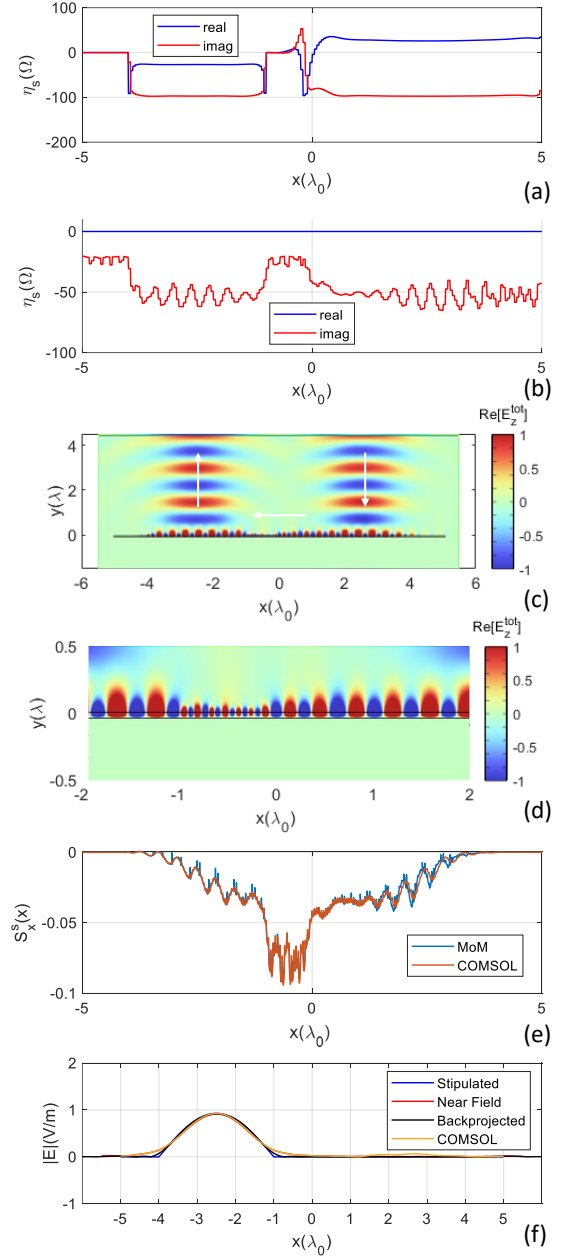 100
0
-100
-200
η_s(Ω)
real
imag
-5
0
5
x(λ_0)
(a)
0
-50
-100
η_s(Ω)
real
imag
-5
0
5
x(λ_0)
(b)
Re[E_z^tot]
4
2
0
y(λ)
1
0.5
0
-0.5
-1
-6
-4
-2
0
2
4
6
x(λ_0)
(c)
Re[E_z^tot]
0.5
0
-0.5
y(λ)
1
0.5
0
-0.5
-1
-2
-1
0
1
2
x(λ_0)
(d)
0
-0.05
-0.1
S_x^s(x)
MoM
COMSOL
-5
0
5
x(λ_0)
(e)
2
1
0
-1
|E|(V/m)
Stipulated
Near Field
Backprojected
COMSOL
-5
-4
-3
-2
-1
0
1
2
3
4
5
x(λ_0)
(f)